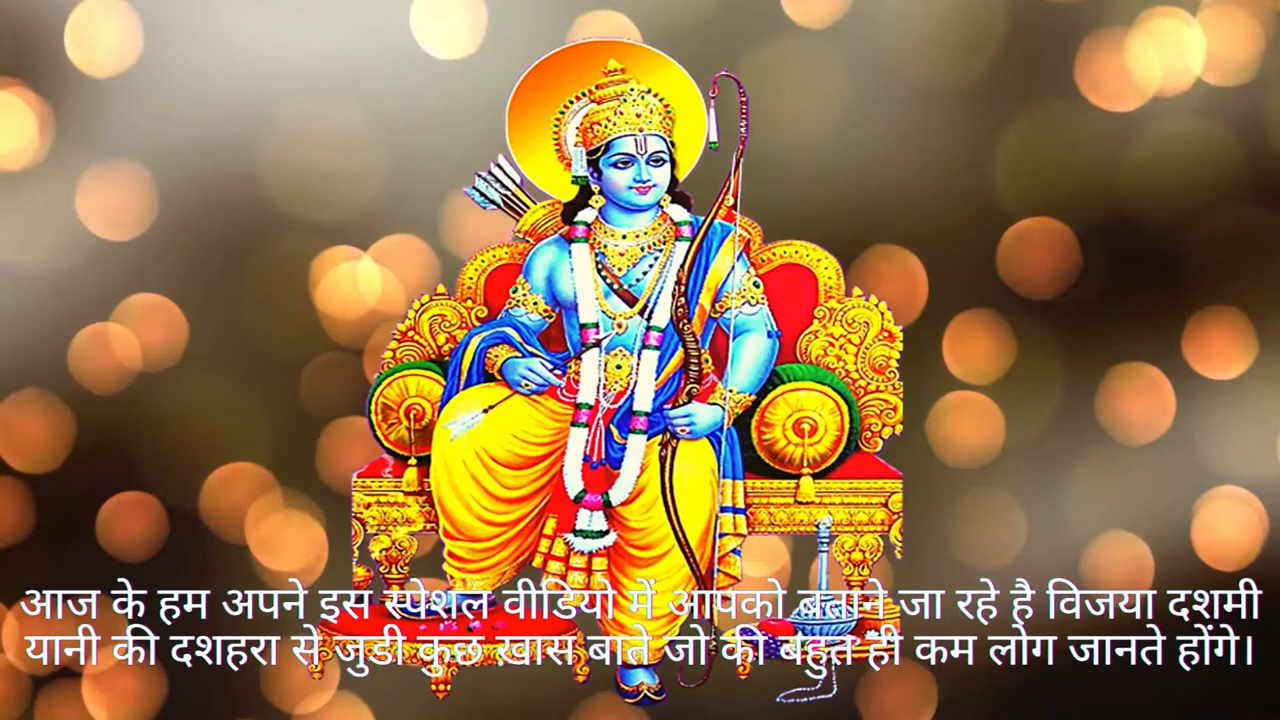 आज के हम अपने इस स्पेशल वीडियो में आपको बताने जा रहे है विजया दशमी
यानी की दशहरा से जुडी कुछ ख़ास बाते जो की बहुत ही कम लोग जानते होंगे।